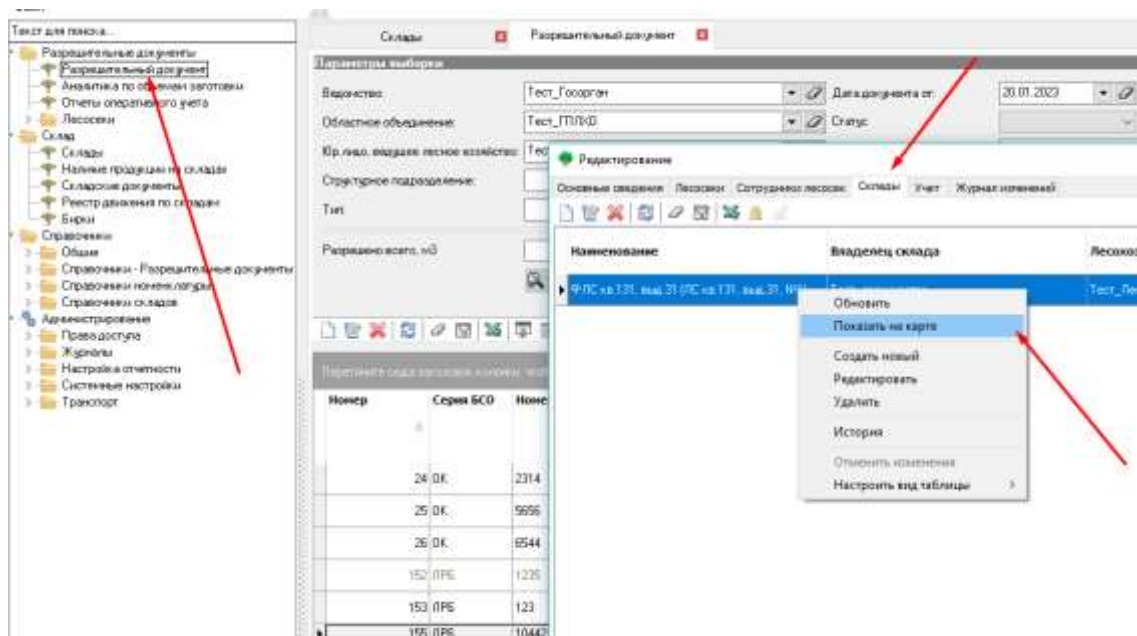 Текст для поиска...
Разрешительные документы
Разрешительный документ
Аналитика по объемам заготовки
Отчеты оперативного учета
Лесосеки
Склад
Склады
Наличие продукции на складах
Складские документы
Реестр движения по складам
Бирки
Справочники
Общие
Справочники - Разрешительные документы
Справочники номенклатуры
Справочники складов
Администрирование
Права доступа
Журналы
Настройка отчетности
Системные настройки
Транспорт
Склады
Разрешительный документ
Параметры выборки
Ведомство:
Тест_Госорган
Дата документа от:
20.01.2023
Областное объединение:
Тест_ГПЛХО
Статус:
Юр.лицо, ведущее лесное хозяйство:
Структурное подразделение:
Тип:
Разрешено всего, м3
Номер
Серия БСО
24 ОК
2314
25 ОК
5656
26 ОК
6544
152 ЛРБ
1235
153 ЛРБ
123
155 ЛРБ
Редактирование
Основные сведения
Лесосеки
Сотрудники лесосек
Склады
Учет
Журнал изменений
Наименование
Владелец склада
Обновить
Показать на карте
Создать новый
Редактировать
Удалить
История
Отменить изменения
Настроить вид таблицы